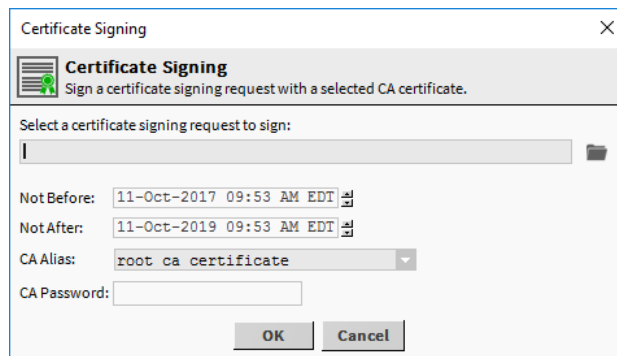 Certificate Signing
Certificate Signing
Sign a certificate signing request with a selected CA certificate.
Select a certificate signing request to sign:
Not Before: 11-Oct-2017 09:53 AM EDT
Not After: 11-Oct-2019 09:53 AM EDT
CA Alias: root ca certificate
CA Password:
OK Cancel